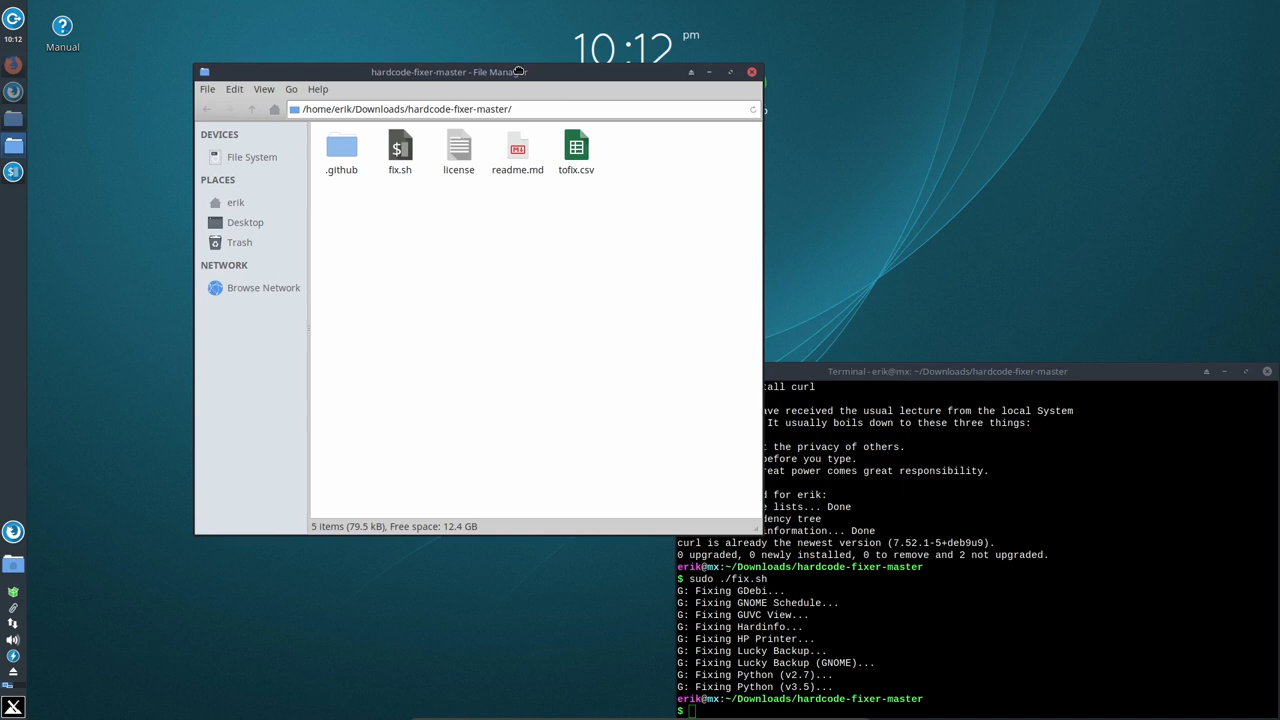 10:12
Manual
10:12 pm
hardcode-fixer-master - File Manager
File Edit View Go Help
/home/erik/Downloads/hardcode-fixer-master/
DEVICES
File System
PLACES
erik
Desktop
Trash
NETWORK
Browse Network
.github
fix.sh
license
readme.md
tofix.csv
5 items (79.5 kB), Free space: 12.4 GB
Terminal - erik@mx: ~/Downloads/hardcode-fixer-master
tall curl
ave received the usual lecture from the local System
It usually boils down to these three things:
t the privacy of others.
before you type.
reat power comes great responsibility.
d for erik:
e lists... Done
dency tree
information... Done
curl is already the newest version (7.52.1-5+deb9u9).
0 upgraded, 0 newly installed, 0 to remove and 2 not upgraded.
erik@mx:~/Downloads/hardcode-fixer-master
$ sudo ./fix.sh
G: Fixing GDebi...
G: Fixing GNOME Schedule...
G: Fixing GUVC View...
G: Fixing Hardinfo...
G: Fixing HP Printer...
G: Fixing Lucky Backup...
G: Fixing Lucky Backup (GNOME)...
G: Fixing Python (v2.7)...
G: Fixing Python (v3.5)...
erik@mx:~/Downloads/hardcode-fixer-master
$